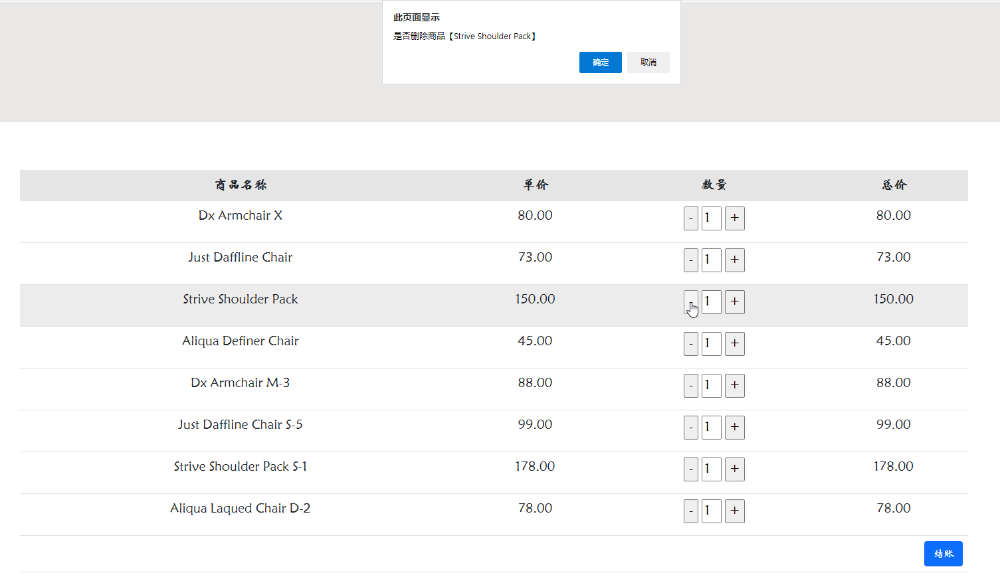 此页面显示
是否删除商品【Strive Shoulder Pack】
确定 取消
商品名称 单价 数量 总价
Dx Armchair X 80.00 - 1 + 80.00
Just Daffline Chair 73.00 - 1 + 73.00
Strive Shoulder Pack 150.00 1 + 150.00
Aliqua Definer Chair 45.00 - 1 + 45.00
Dx Armchair M-3 88.00 - 1 + 88.00
Just Daffline Chair S-5 99.00 - 1 + 99.00
Strive Shoulder Pack S-1 178.00 - 1 + 178.00
Aliqua Laqued Chair D-2 78.00 - 1 + 78.00
结账